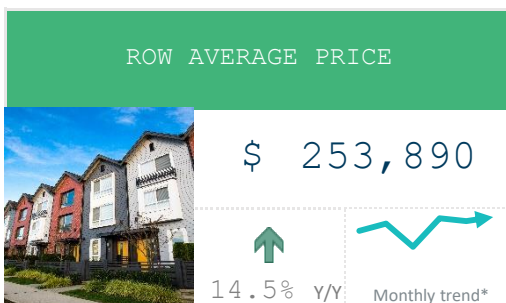 ROW AVERAGE PRICE
$ 253,890
14.5% Y/Y
Monthly trend*